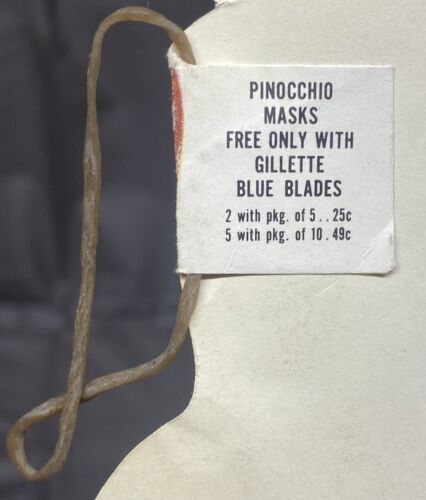 PINOCCHIO
MASKS
FREE ONLY WITH
GILLETTE
BLUE BLADES
2 with pkg. of 5 . . 25c
5 with pkg. of 10 . 49c